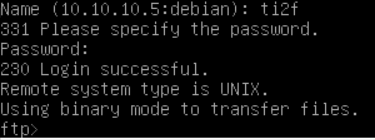 Name (10.10.10.5:debian): ti2f
331 Please specify the password.
Password:
230 Login successful.
Remote system type is UNIX.
Using binary mode to transfer files.
ftp>